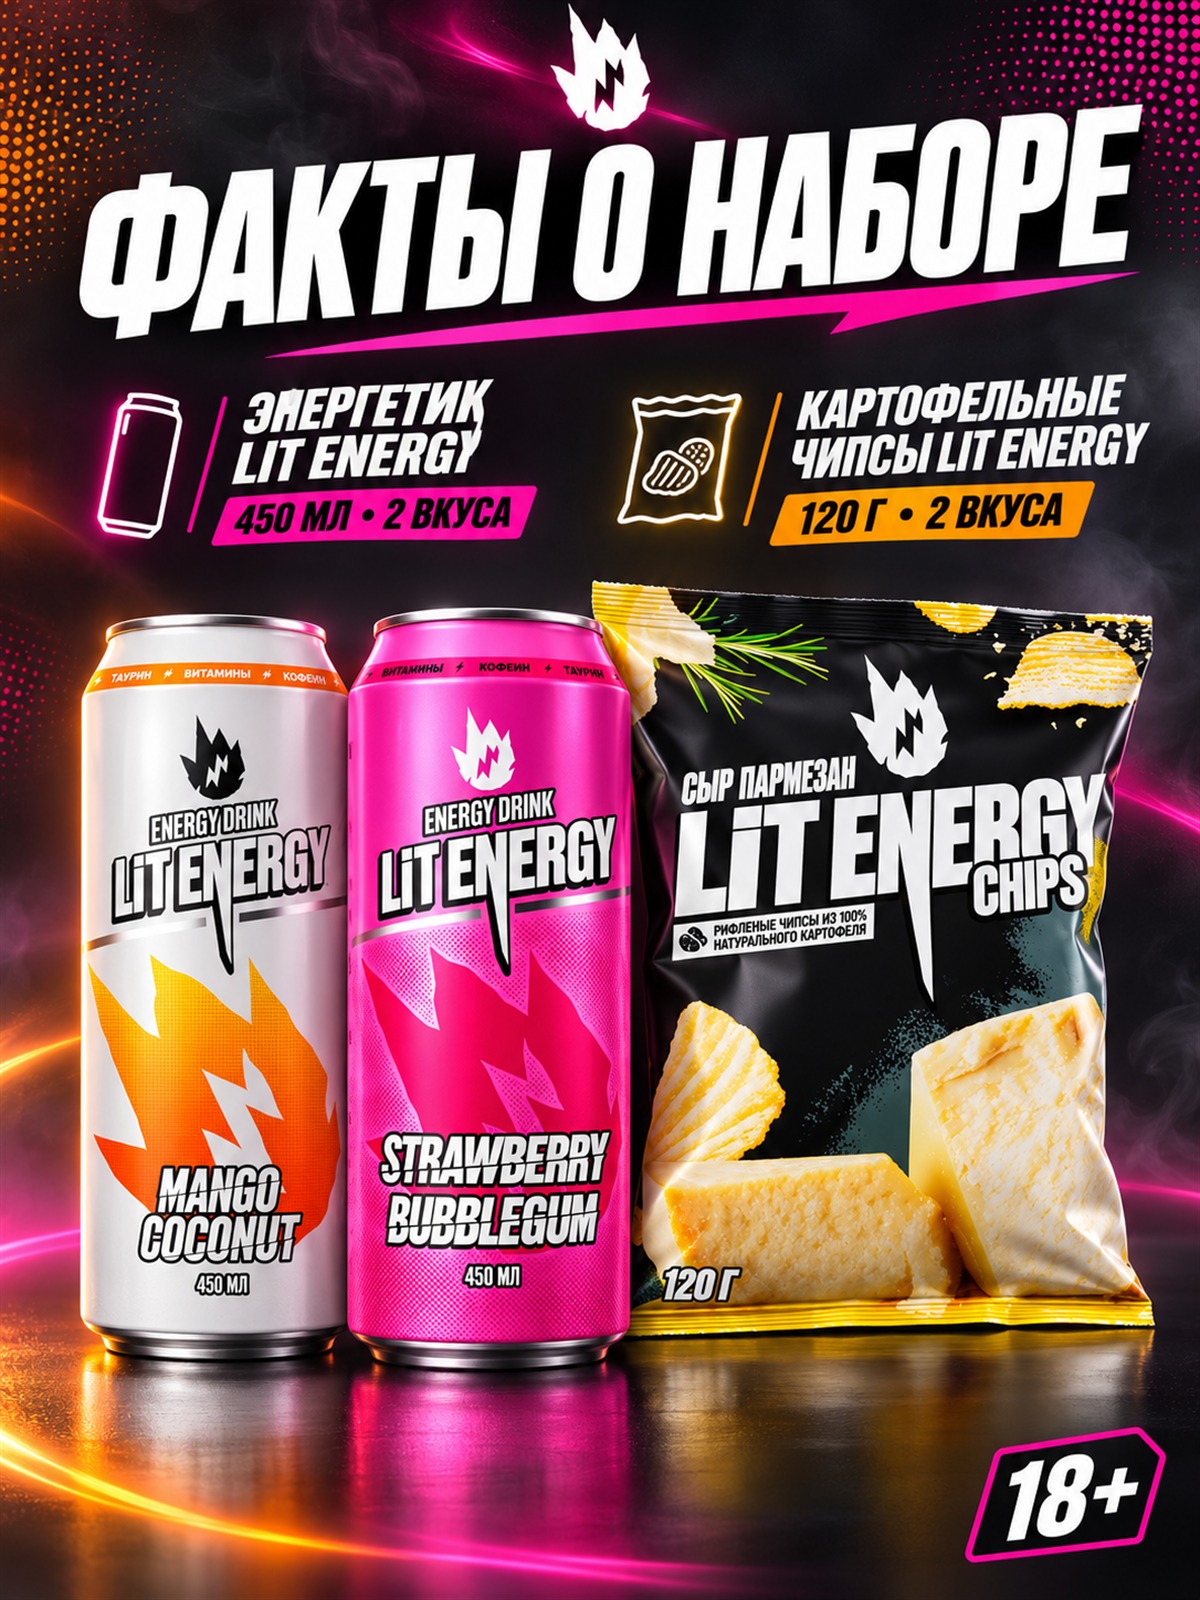 ФАКТЫ О НАБОРЕ
ЭНЕРГЕТИК
LIT ENERGY
450 МЛ • 2 ВКУСА
КАРТОФЕЛЬНЫЕ
ЧИПСЫ LIT ENERGY
120 Г • 2 ВКУСА
ТАУРИН ВИТАМИНЫ КОФЕИН
ENERGY DRINK
LIT ENERGY
MANGO
COCONUT
450 МЛ
ВИТАМИНЫ КОФЕИН ТАУРИН
ENERGY DRINK
LIT ENERGY
STRAWBERRY
BUBBLEGUM
450 МЛ
СЫР ПАРМЕЗАН
LIT ENERGY
CHIPS
РИФЛЕНЫЕ ЧИПСЫ ИЗ 100%
НАТУРАЛЬНОГО КАРТОФЕЛЯ
120 Г
18+